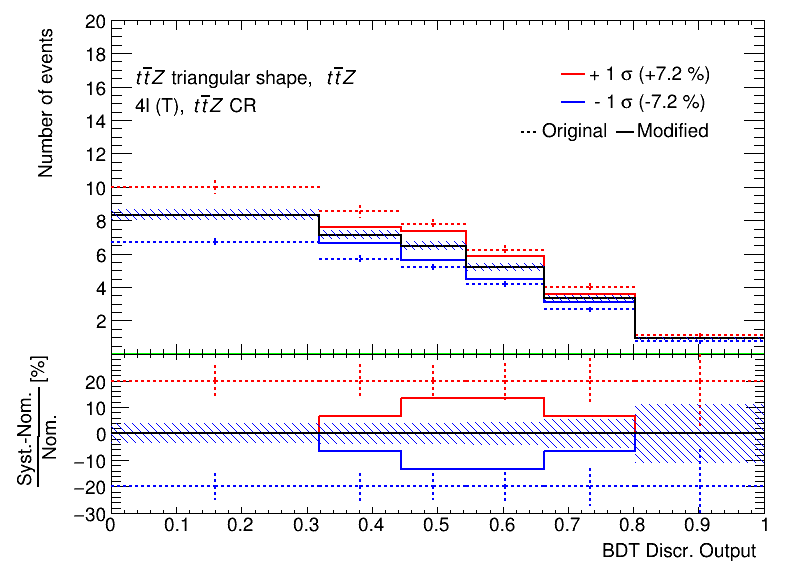 Number of events
20
18
16
14
12
10
8
6
4
2
tt̅Z triangular shape, tt̅Z
4l (T), tt̅Z CR
+ 1 σ (+7.2 %)
- 1 σ (-7.2 %)
Original
Modified
Syst.-Nom.
Nom.
[%]
20
10
0
−10
−20
−30
0 0.1 0.2 0.3 0.4 0.5 0.6 0.7 0.8 0.9 1
BDT Discr. Output